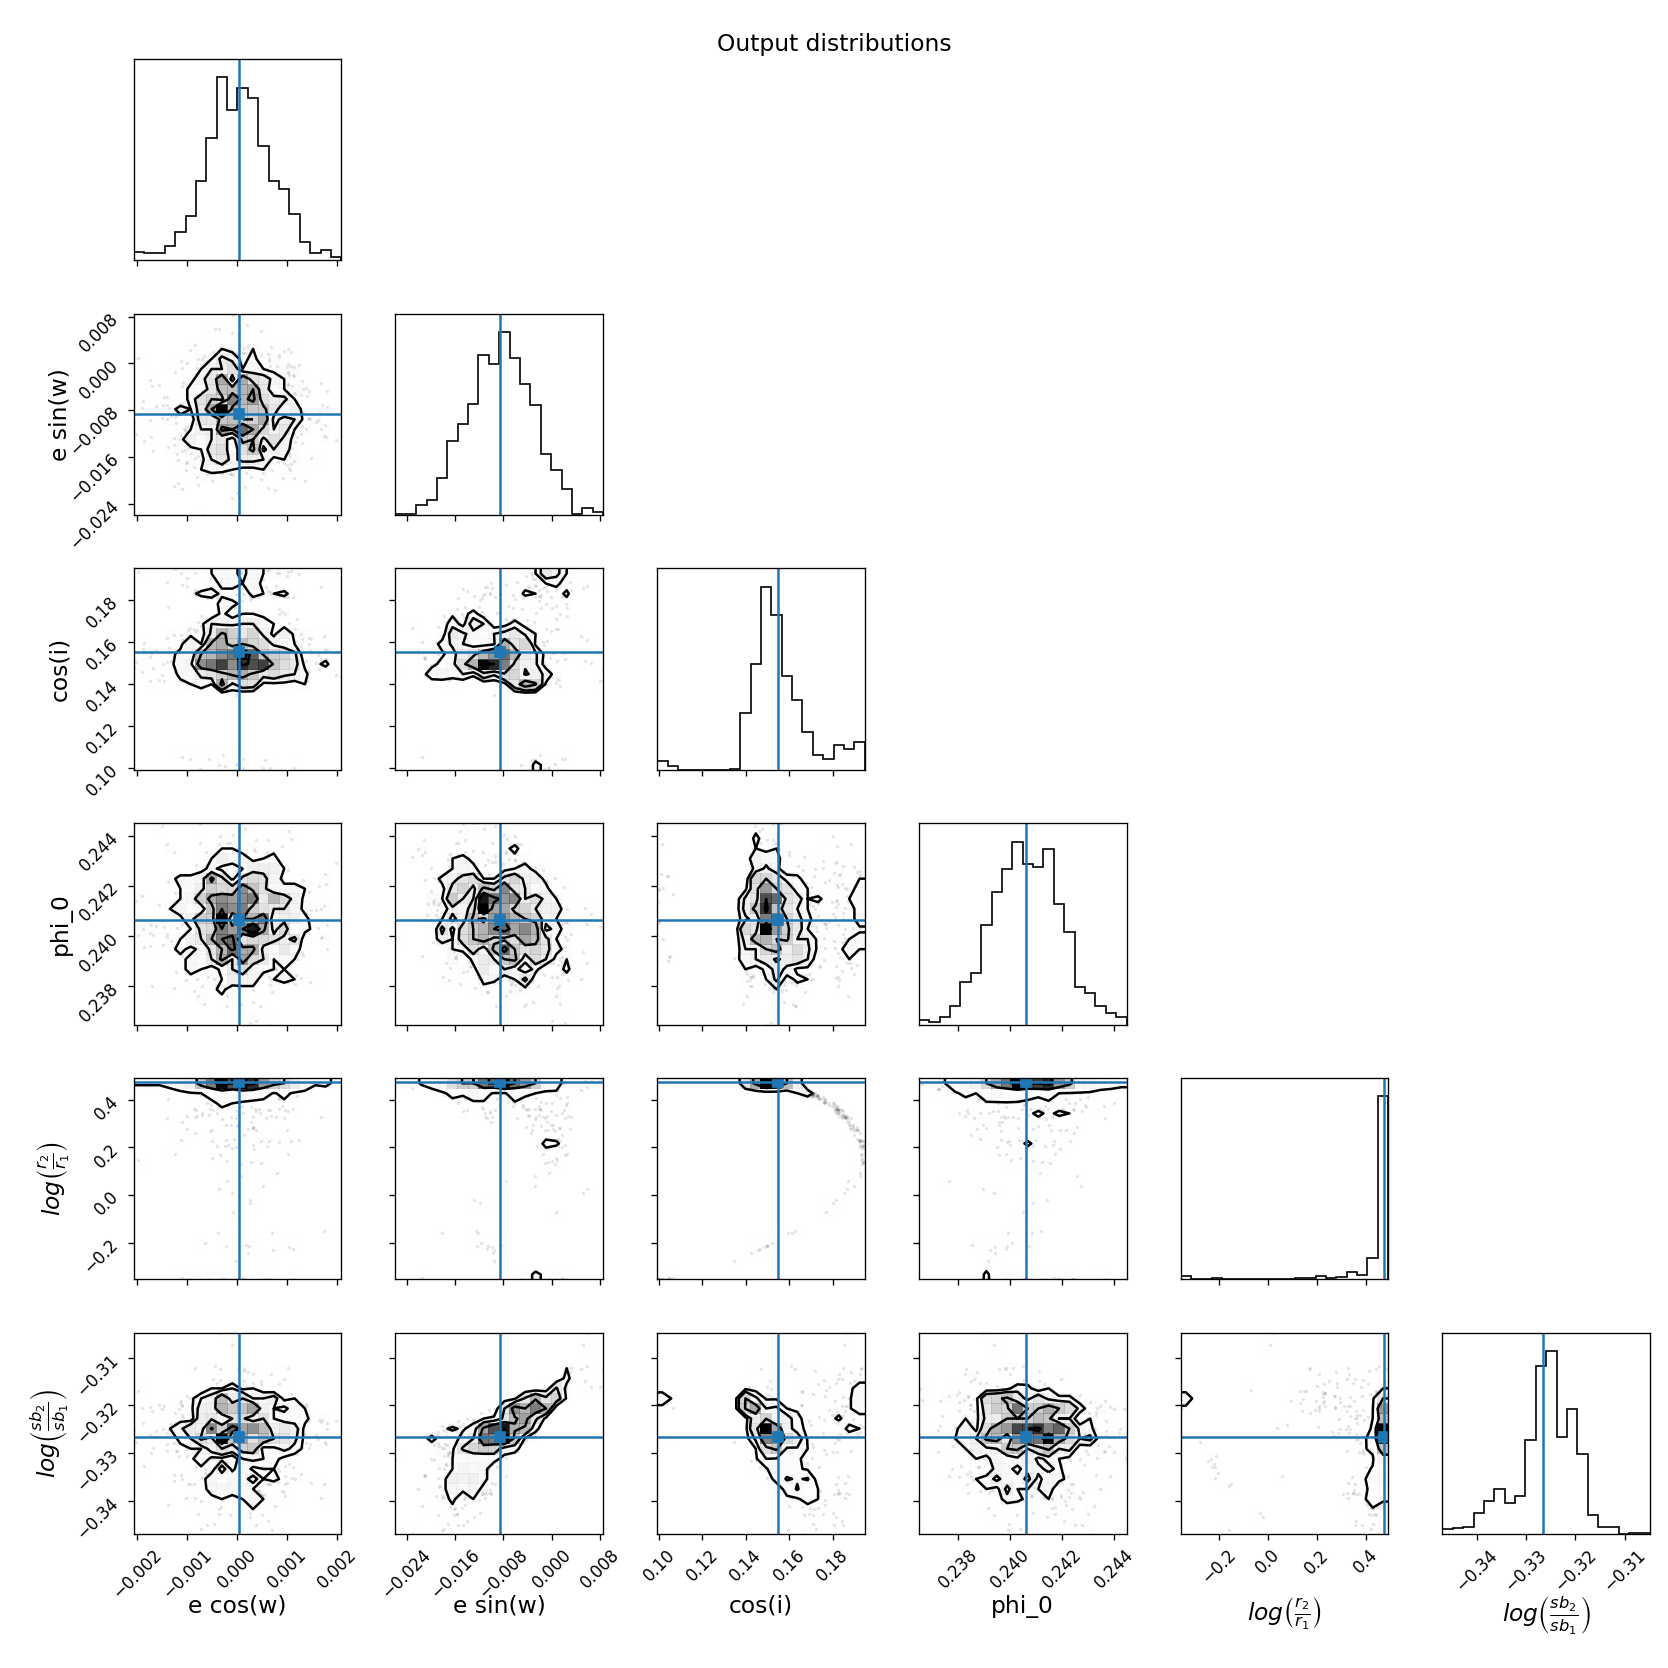 Output distributions
e sin(w)
0.008
0.000
−0.008
−0.016
−0.024
cos(i)
0.18
0.16
0.14
0.12
0.10
phi_0
0.244
0.242
0.240
0.238
log(r₂/r₁)
0.4
0.2
0.0
−0.2
log(sb₂/sb₁)
−0.31
−0.32
−0.33
−0.34
−0.002 −0.001 0.000 0.001 0.002
e cos(w)
−0.024 −0.016 −0.008 0.000 0.008
e sin(w)
0.10 0.12 0.14 0.16 0.18
cos(i)
0.238 0.240 0.242 0.244
phi_0
−0.2 0.0 0.2 0.4
log(r₂/r₁)
−0.34 −0.33 −0.32 −0.31
log(sb₂/sb₁)